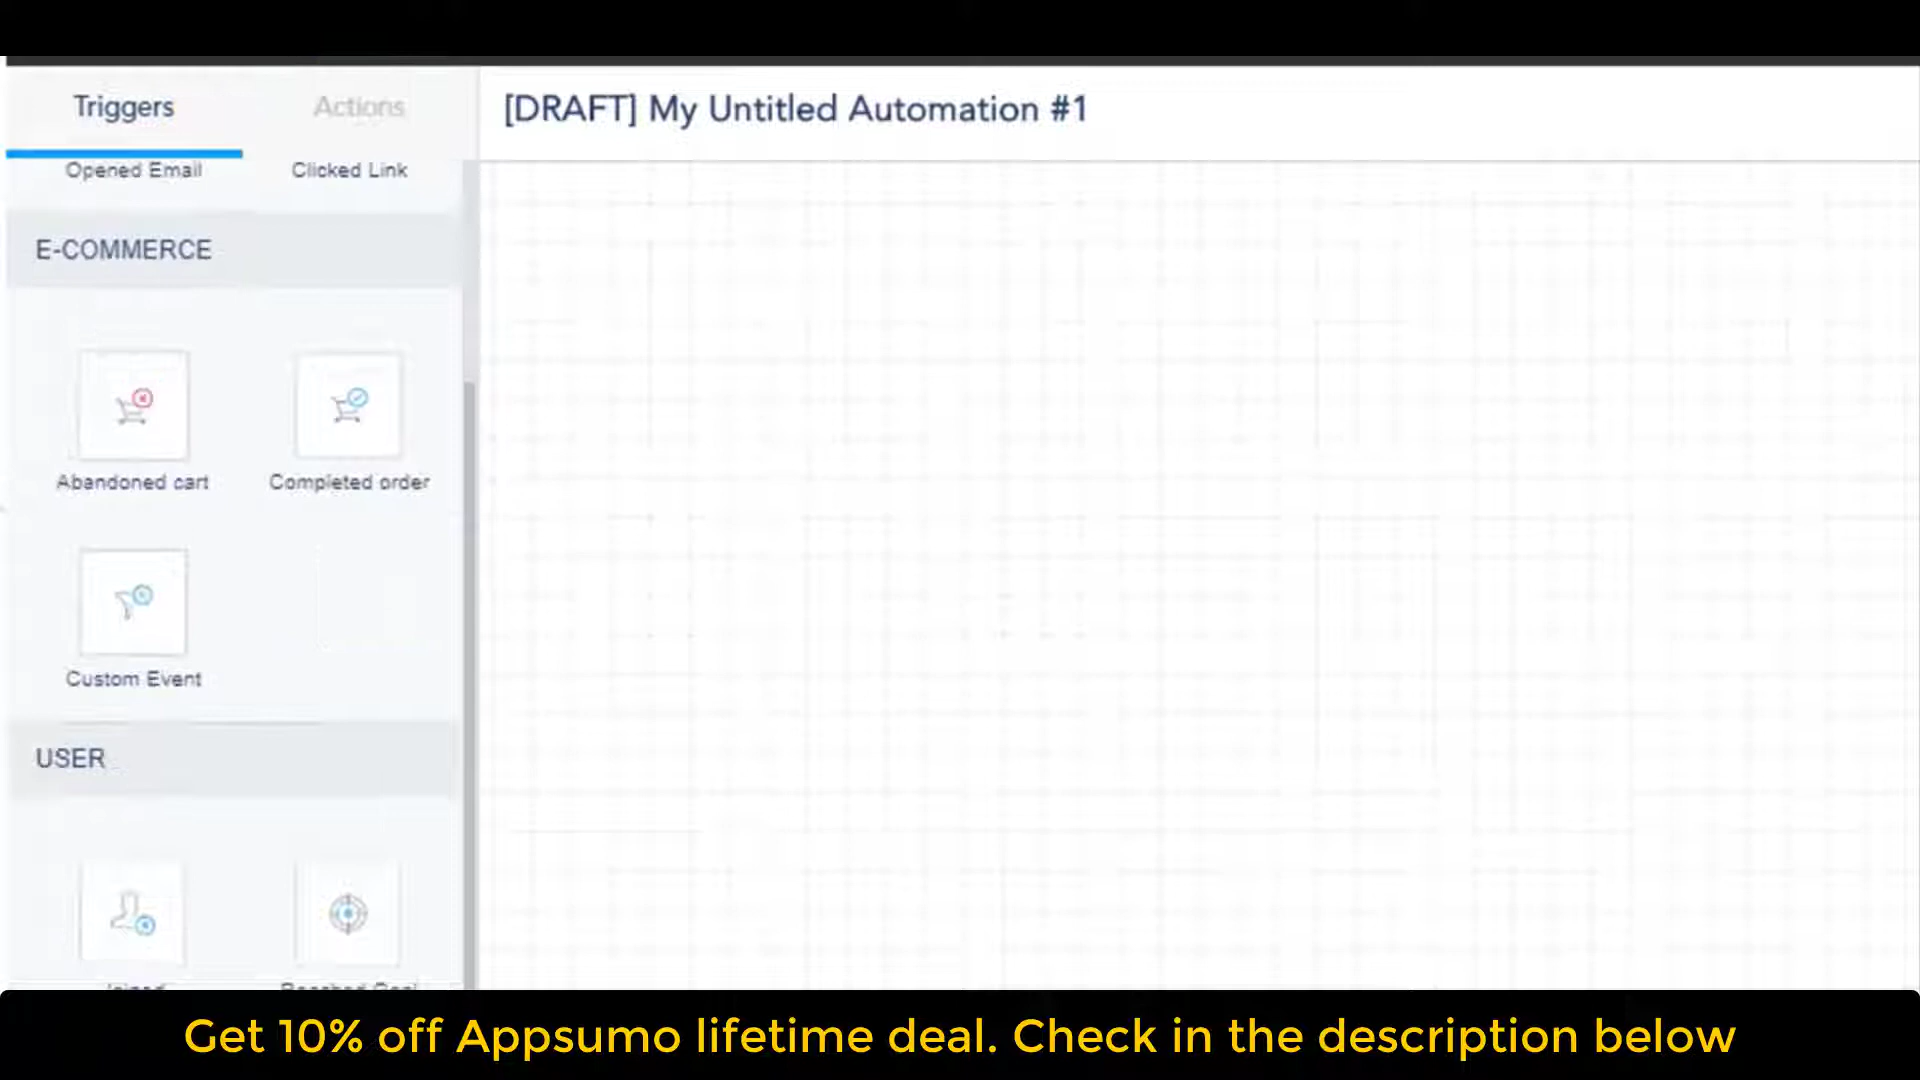 Triggers
Actions
[DRAFT] My Untitled Automation #1
Opened Email
Clicked Link
E-COMMERCE
Abandoned cart
Completed order
Custom Event
USER
Get 10% off Appsumo lifetime deal. Check in the description below